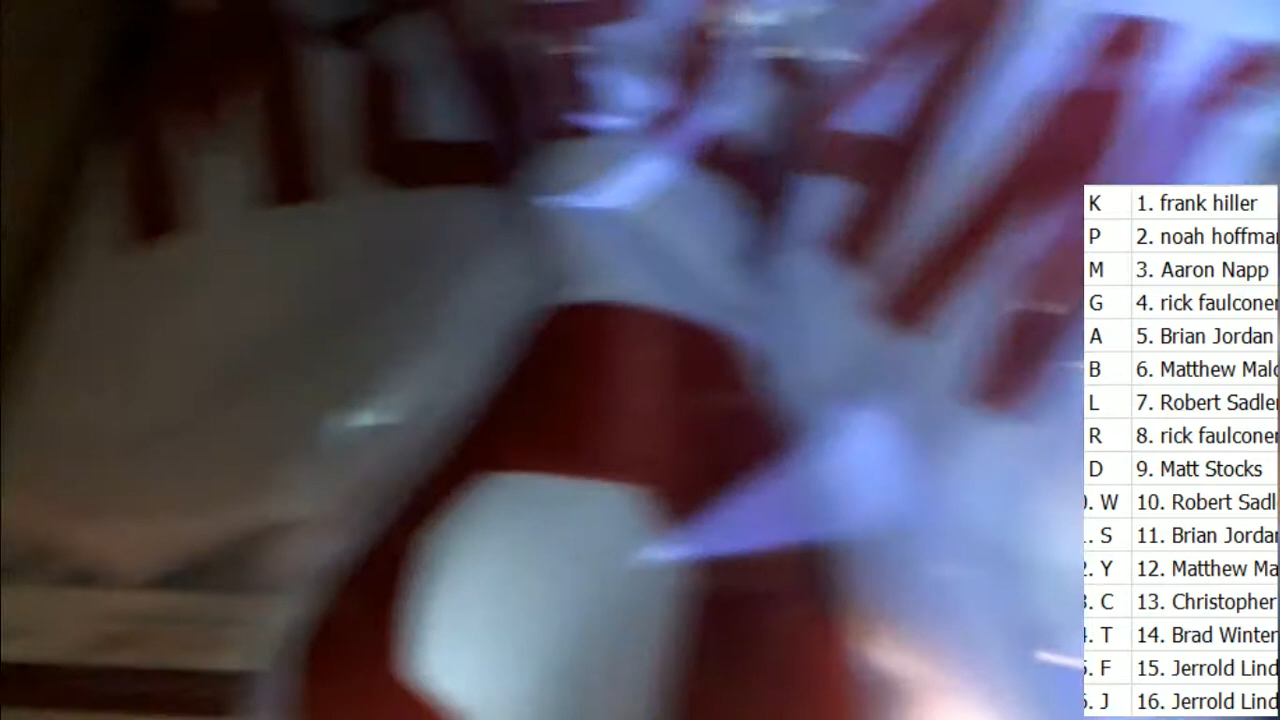 K 1. frank hiller
P 2. noah hoffma
M 3. Aaron Napp
G 4. rick faulconer
A 5. Brian Jordan
B 6. Matthew Malo
L 7. Robert Sadler
R 8. rick faulconer
D 9. Matt Stocks
. W 10. Robert Sadl
. S 11. Brian Jorda
. Y 12. Matthew Ma
. C 13. Christopher
. T 14. Brad Winter
. F 15. Jerrold Lind
. J 16. Jerrold Lind